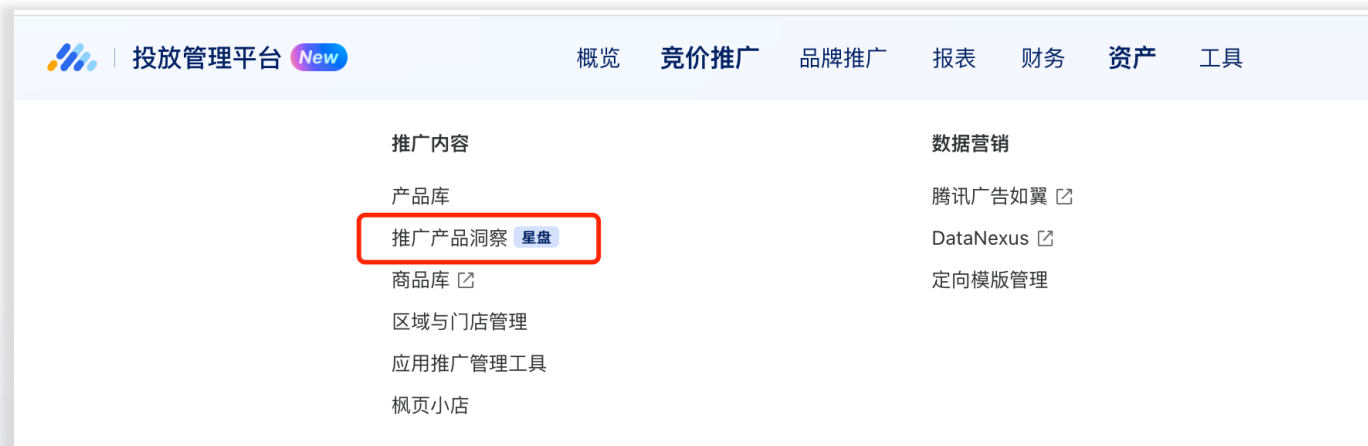 投放管理平台 New 概览 竞价推广 品牌推广 报表 财务 资产 工具
推广内容
产品库
推广产品洞察 星盘
商品库
区域与门店管理
应用推广管理工具
枫页小店
数据营销
腾讯广告如翼
DataNexus
定向模版管理